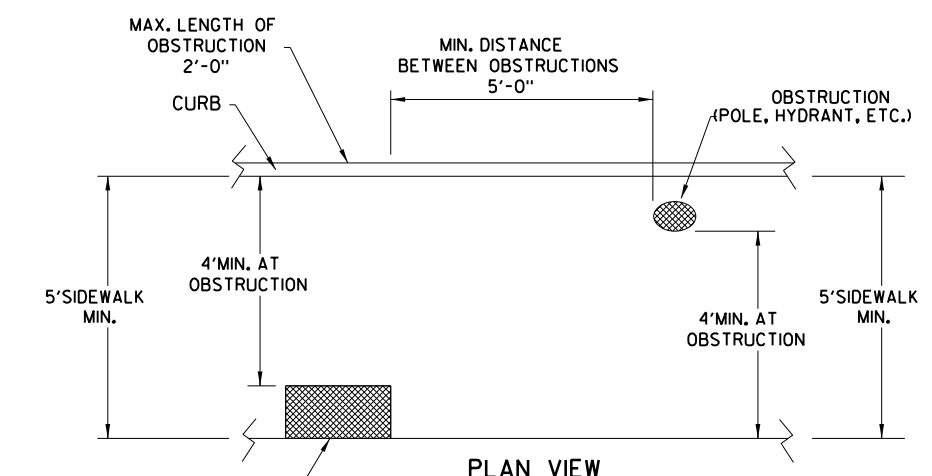 MAX. LENGTH OF
OBSTRUCTION
2'-0"
CURB
MIN. DISTANCE
BETWEEN OBSTRUCTIONS
5'-0"
OBSTRUCTION
(POLE, HYDRANT, ETC.)
5' SIDEWALK
MIN.
4' MIN. AT
OBSTRUCTION
4' MIN. AT
OBSTRUCTION
5' SIDEWALK
MIN.
PLAN VIEW